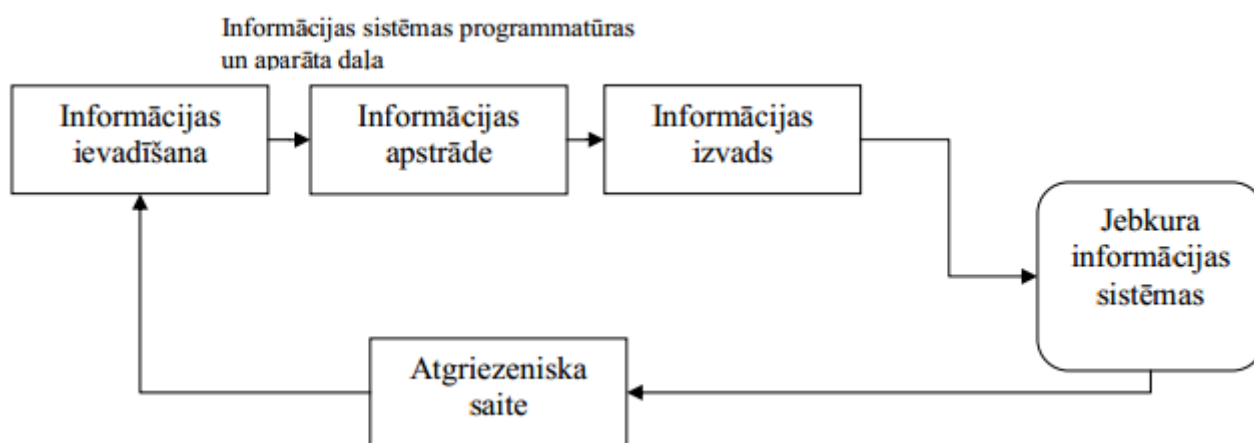 Informācijas sistēmas programmatūras
un aparāta daļa
Informācijas
ievadīšana
Informācijas
apstrāde
Informācijas
izvads
Jebkura
informācijas
sistēmas
Atgriezeniska
saite